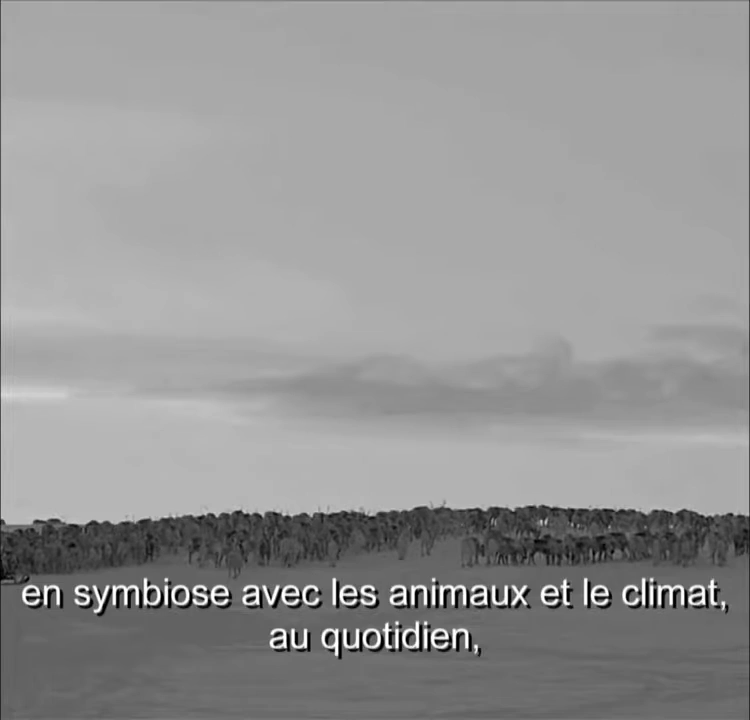 en symbiose avec les animaux et le climat,
au quotidien,